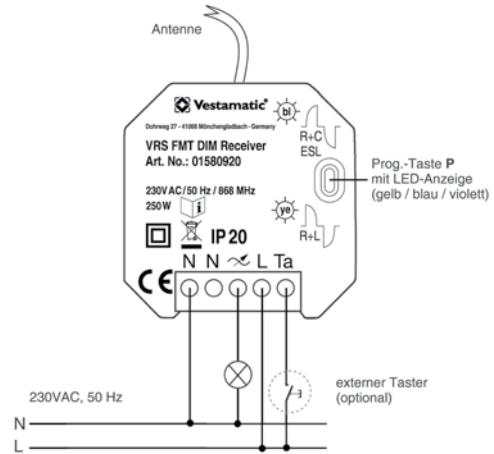 Antenne
Vestamatic®
bl
Dohrweg 27 - 41066 Mönchengladbach - Germany
R+C
ESL
VRS FMT DIM Receiver
Art. No.: 01580920
Prog.-Taste P
mit LED-Anzeige
(gelb / blau / violett)
230V AC/ 50 Hz / 868 MHz
250 W
i
ye
R+L
IP 20
CE
N N L Ta
externer Taster
(optional)
230VAC, 50 Hz
N
L